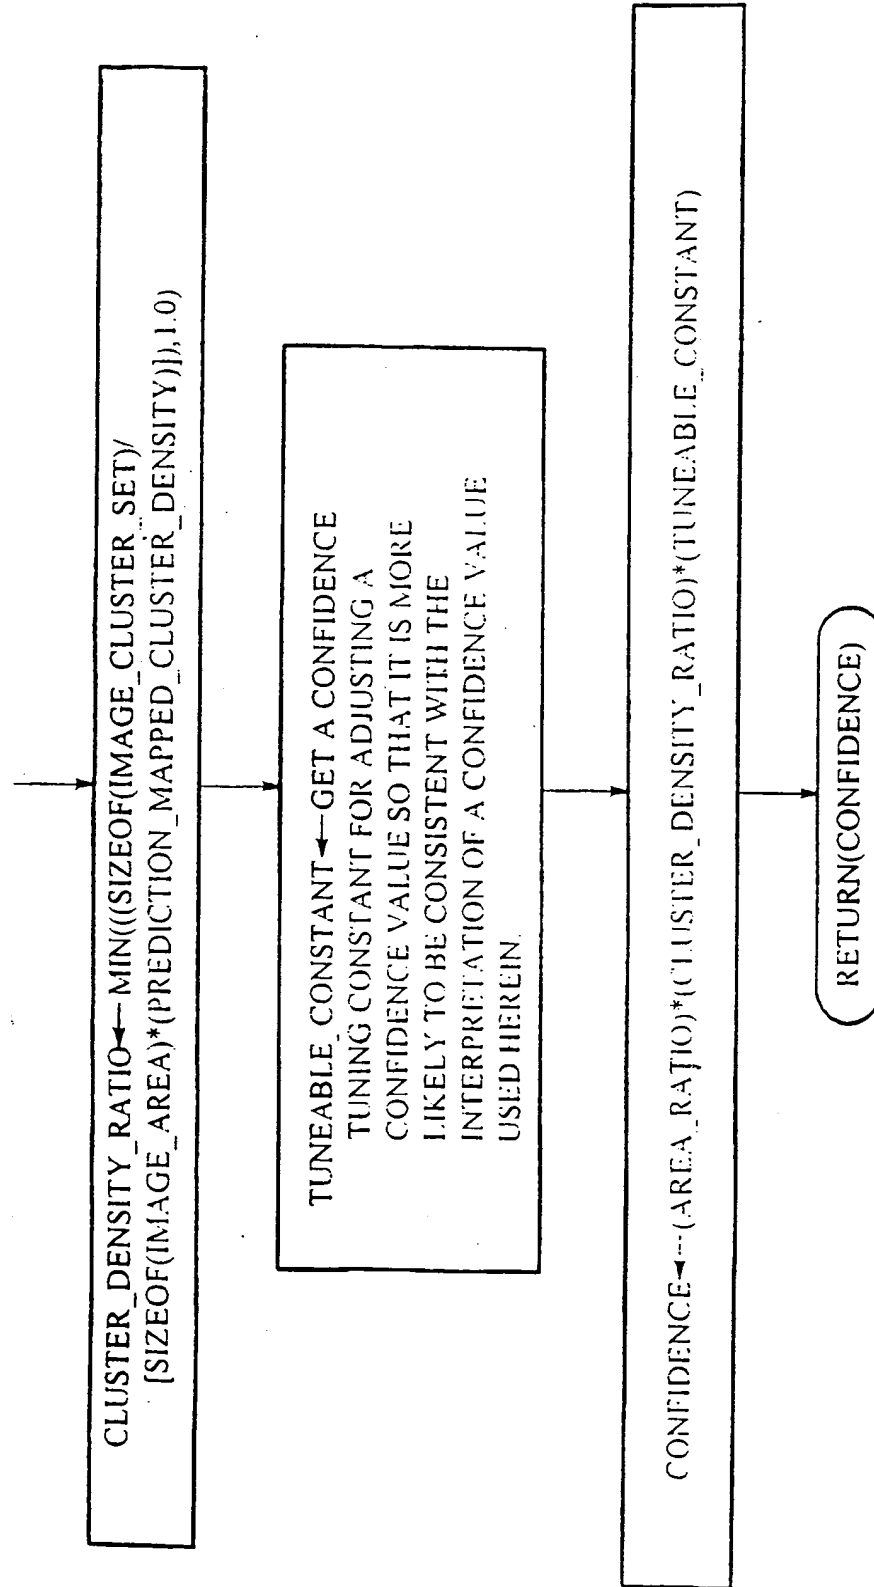 CLUSTER_DENSITY_RATIO←MIN(((SIZEOF(IMAGE_CLUSTER_SET)/
[SIZEOF(IMAGE_AREA)*(PREDICTION_MAPPED_CLUSTER_DENSITY)]),1.0)
TUNEABLE_CONSTANT←GET A CONFIDENCE
TUNING CONSTANT FOR ADJUSTING A
CONFIDENCE VALUE SO THAT IT IS MORE
LIKELY TO BE CONSISTENT WITH THE
INTERPRETATION OF A CONFIDENCE VALUE
USED HEREIN.
CONFIDENCE←(AREA_RATIO)*(CLUSTER_DENSITY_RATIO)*(TUNEABLE_CONSTANT)
RETURN(CONFIDENCE)